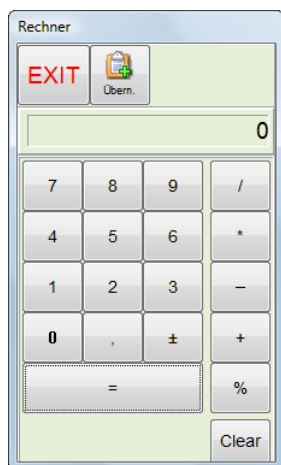 Rechner
EXIT Übern.
0
7 8 9 /
4 5 6 *
1 2 3 –
0 , ± +
= %
Clear